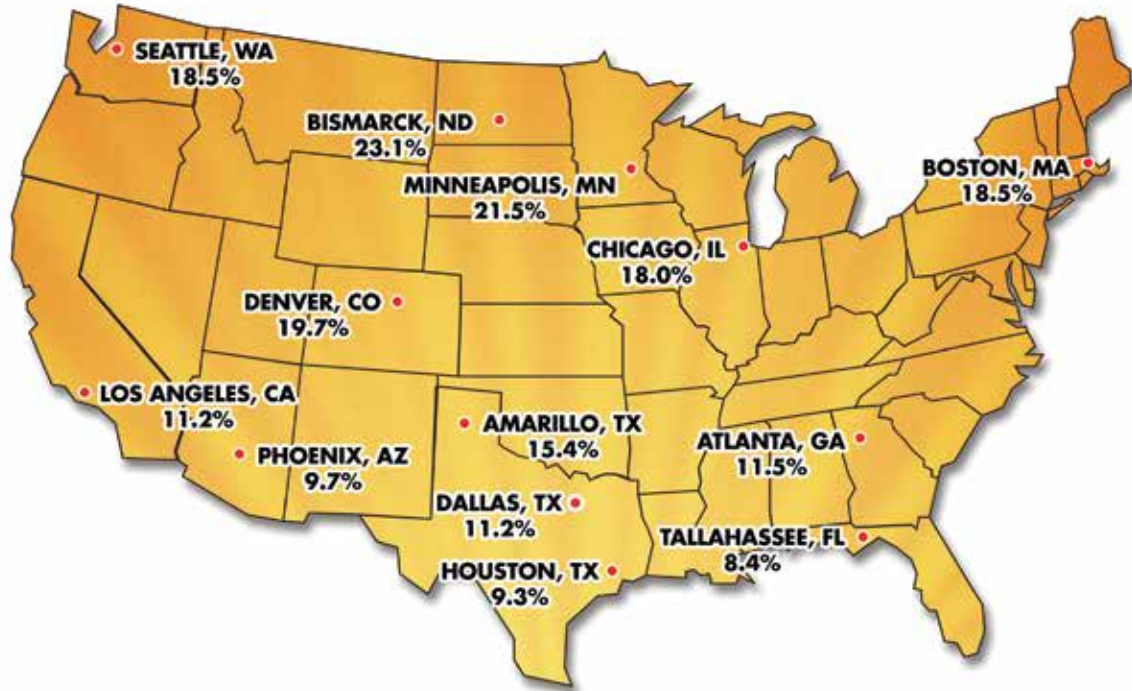 SEATTLE, WA
18.5%
BISMARCK, ND
23.1%
MINNEAPOLIS, MN
21.5%
BOSTON, MA
18.5%
CHICAGO, IL
18.0%
DENVER, CO
19.7%
LOS ANGELES, CA
11.2%
AMARILLO, TX
15.4%
ATLANTA, GA
11.5%
PHOENIX, AZ
9.7%
DALLAS, TX
11.2%
TALLAHASSEE, FL
8.4%
HOUSTON, TX
9.3%